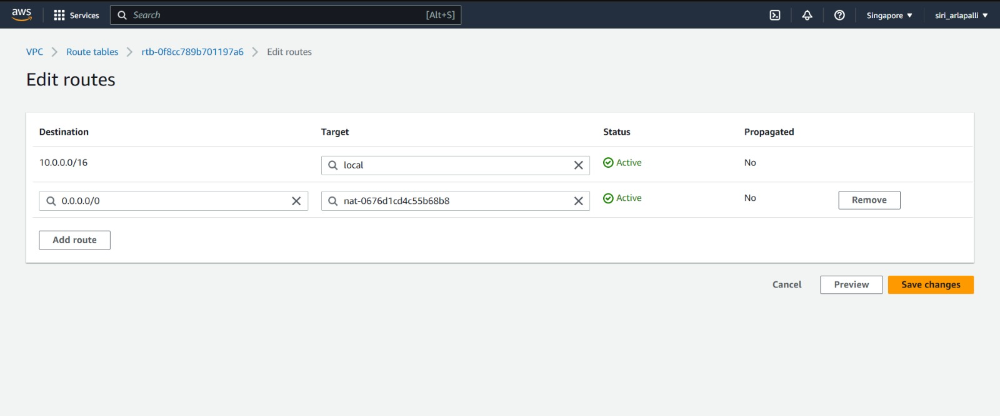 aws Services Search [Alt+S] Singapore ▼ siri_arlapalli ▼
VPC > Route tables > rtb-0f8cc789b701197a6 > Edit routes
Edit routes
Destination Target Status Propagated
10.0.0.0/16 local Active No
0.0.0.0/0 nat-0676d1cd4c55b68b8 Active No Remove
Add route
Cancel Preview Save changes